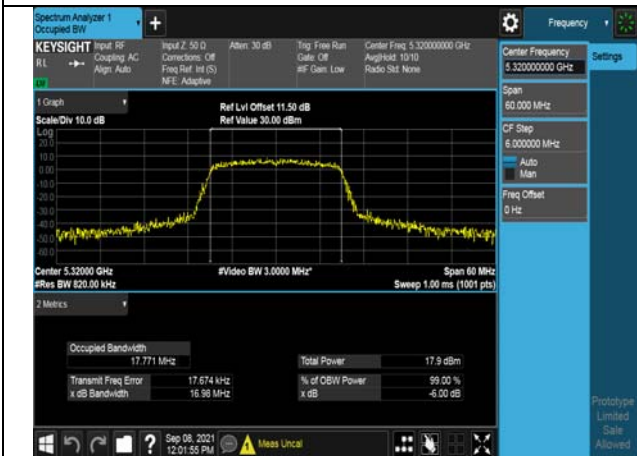 Spectrum Analyzer 1
Occupied BW
+
Frequency
KEYSIGHT
RL
Input: RF
Coupling: AC
Align: Auto
Input Z: 50 Ω
Corrections: Off
Freq Ref: Int (S)
NFE: Adaptive
Atten: 30 dB
Trig: Free Run
Gate: Off
#IF Gain: Low
Center Freq: 5.320000000 GHz
Avg|Hold: 10/10
Radio Std: None
Center Frequency
5.320000000 GHz
Settings
Span
60.000 MHz
CF Step
6.000000 MHz
Auto
Man
Freq Offset
0 Hz
1 Graph
Scale/Div 10.0 dB
Ref Lvl Offset 11.50 dB
Ref Value 30.00 dBm
Log
20.0
10.0
0.00
-10.0
-20.0
-30.0
-40.0
-50.0
-60.0
Center 5.32000 GHz
#Res BW 820.00 kHz
#Video BW 3.0000 MHz*
Span 60 MHz
Sweep 1.00 ms (1001 pts)
2 Metrics
Occupied Bandwidth
17.771 MHz
Total Power 17.9 dBm
Transmit Freq Error 17.674 kHz
% of OBW Power 99.00 %
x dB Bandwidth 16.98 MHz
x dB -6.00 dB
Prototype
Limited
Sale
Allowed
?
Sep 08, 2021
12:01:55 PM
Meas Uncal